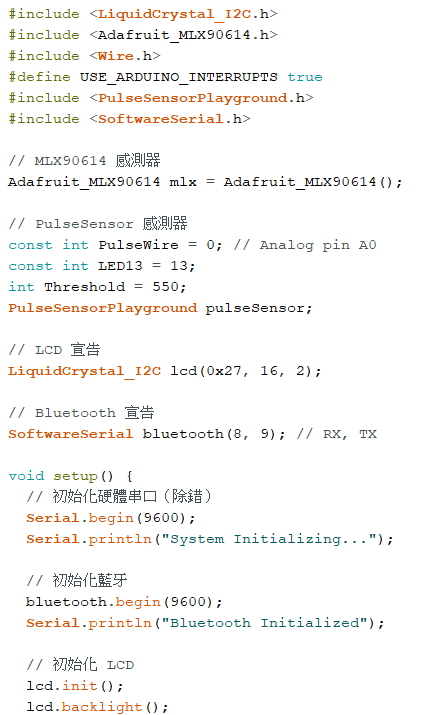 #include <LiquidCrystal_I2C.h>
#include <Adafruit_MLX90614.h>
#include <Wire.h>
#define USE_ARDUINO_INTERRUPTS true
#include <PulseSensorPlayground.h>
#include <SoftwareSerial.h>

// MLX90614 感測器
Adafruit_MLX90614 mlx = Adafruit_MLX90614();

// PulseSensor 感測器
const int PulseWire = 0; // Analog pin A0
const int LED13 = 13;
int Threshold = 550;
PulseSensorPlayground pulseSensor;

// LCD 宣告
LiquidCrystal_I2C lcd(0x27, 16, 2);

// Bluetooth 宣告
SoftwareSerial bluetooth(8, 9); // RX, TX

void setup() {
  // 初始化硬體串口（除錯）
  Serial.begin(9600);
  Serial.println("System Initializing...");

  // 初始化藍牙
  bluetooth.begin(9600);
  Serial.println("Bluetooth Initialized");

  // 初始化 LCD
  lcd.init();
  lcd.backlight();